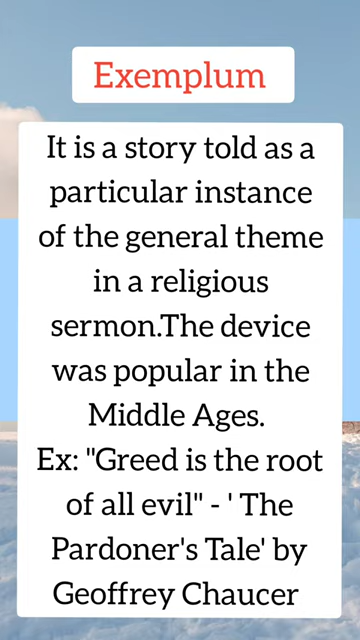 Exemplum
It is a story told as a
particular instance
of the general theme
in a religious
sermon.The device
was popular in the
Middle Ages.
Ex: "Greed is the root
of all evil" - ' The
Pardoner's Tale' by
Geoffrey Chaucer